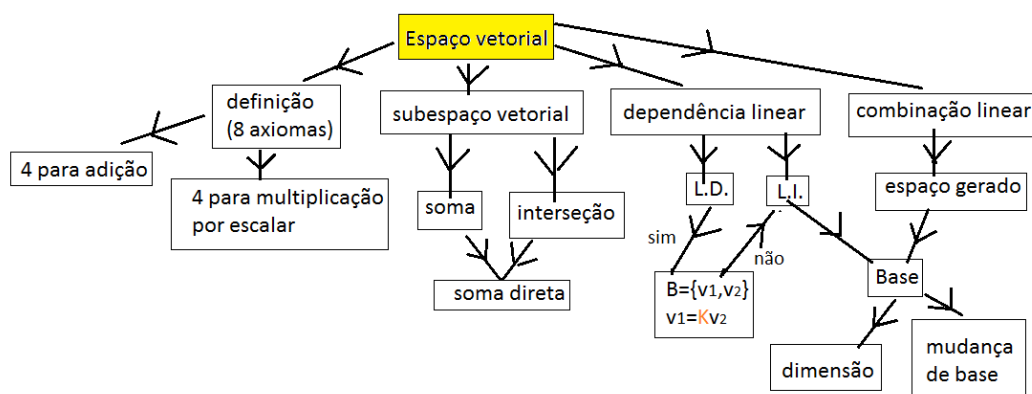 Espaço vetorial
definição
(8 axiomas)
subespaço vetorial
dependência linear
combinação linear
4 para adição
4 para multiplicação
por escalar
soma
interseção
L.D.
L.I.
espaço gerado
sim
não
soma direta
B={v1,v2}
v1=Kv2
Base
dimensão
mudança
de base